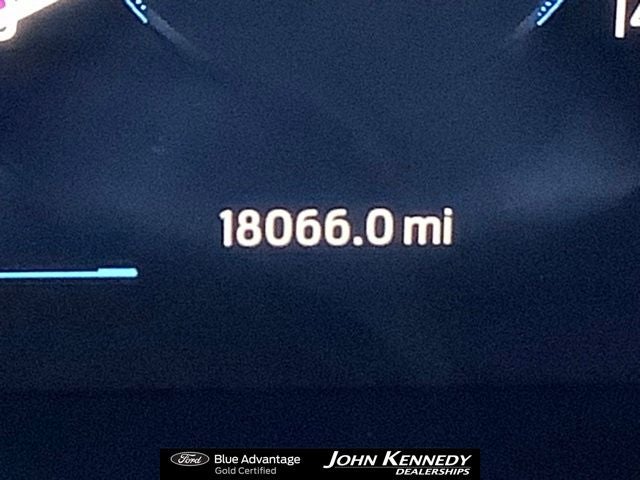 18066.0 mi
Ford Blue Advantage
Gold Certified
JOHN KENNEDY
DEALERSHIPS